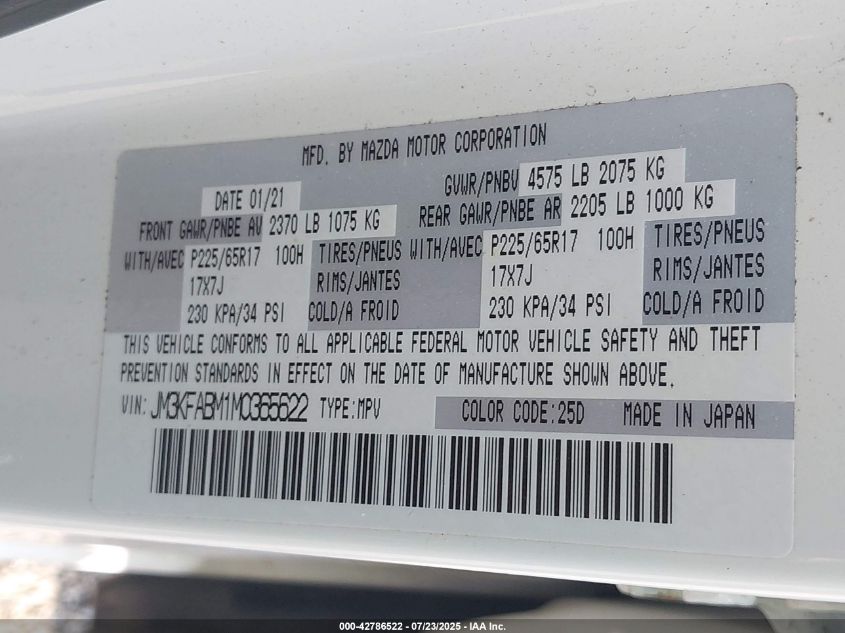 MFD. BY MAZDA MOTOR CORPORATION
DATE 01/21 GVWR/PNBV 4575 LB 2075 KG
FRONT GAWR/PNBE AV 2370 LB 1075 KG REAR GAWR/PNBE AR 2205 LB 1000 KG
WITH/AVEC P225/65R17 100H TIRES/PNEUS WITH/AVEC P225/65R17 100H TIRES/PNEUS
17X7J RIMS/JANTES 17X7J RIMS/JANTES
230 KPA/34 PSI COLD/A FROID 230 KPA/34 PSI COLD/A FROID
THIS VEHICLE CONFORMS TO ALL APPLICABLE FEDERAL MOTOR VEHICLE SAFETY AND THEFT
PREVENTION STANDARDS IN EFFECT ON THE DATE OF MANUFACTURE SHOWN ABOVE.
VIN: JM3KFABM1M0365622 TYPE:MPV COLOR CODE:25D MADE IN JAPAN
000-42786522 - 07/23/2025 - IAA Inc.